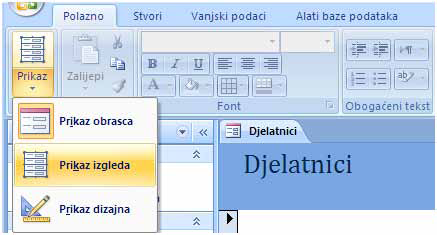 Polazno Stvori Vanjski podaci Alati baze podataka
Prikaz Zalijepi
B I U A
Font Obogaćeni tekst
Prikaz obrasca
Prikaz izgleda
Prikaz dizajna
Djelatnici
Djelatnici